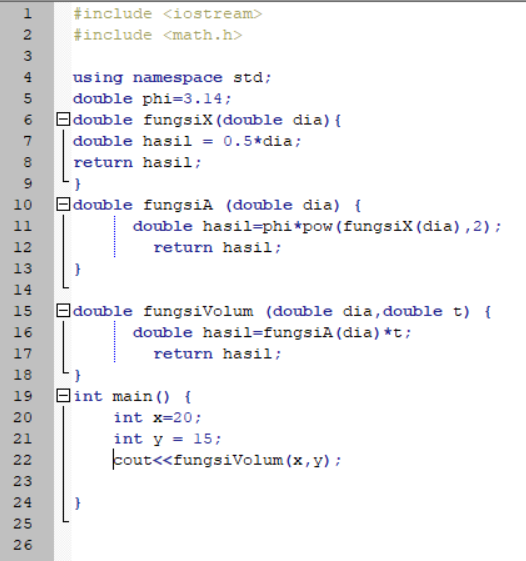 1 #include <iostream>
2 #include <math.h>
3
4 using namespace std;
5 double phi=3.14;
6 double fungsiX(double dia){
7 double hasil = 0.5*dia;
8 return hasil;
9 }
10 double fungsiA (double dia) {
11 double hasil=phi*pow(fungsiX(dia),2);
12 return hasil;
13 }
14
15 double fungsiVolum (double dia,double t) {
16 double hasil=fungsiA(dia)*t;
17 return hasil;
18 }
19 int main() {
20 int x=20;
21 int y = 15;
22 cout<<fungsiVolum(x,y);
23
24 }
25
26